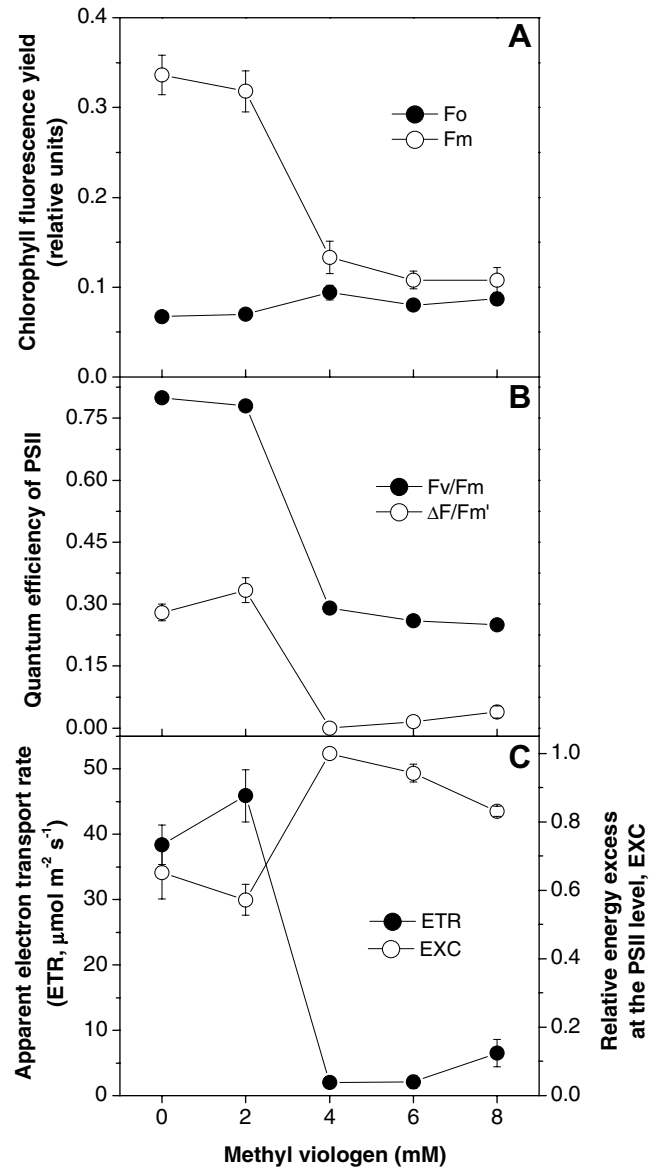 A
0.4
0.3
0.2
0.1
0.0
Chlorophyll fluorescence yield
(relative units)
Fo
Fm
B
0.75
0.60
0.45
0.30
0.15
0.00
Quantum efficiency of PSII
Fv/Fm
ΔF/Fm'
C
50
40
30
20
10
0
Apparent electron transport rate
(ETR, μmol m⁻² s⁻¹)
ETR
EXC
1.0
0.8
0.6
0.4
0.2
0.0
Relative energy excess
at the PSII level, EXC
0 2 4 6 8
Methyl viologen (mM)